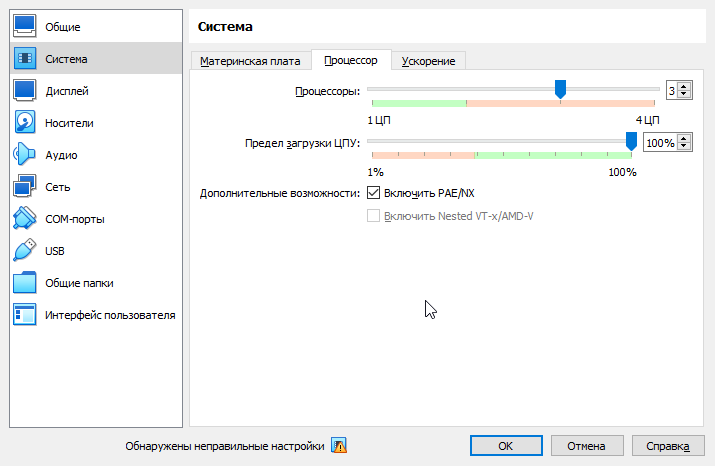 Общие
Система
Дисплей
Носители
Аудио
Сеть
COM-порты
USB
Общие папки
Интерфейс пользователя
Система
Материнская плата Процессор Ускорение
Процессоры: 3
1 ЦП 4 ЦП
Предел загрузки ЦПУ: 100%
1% 100%
Дополнительные возможности: Включить PAE/NX
Включить Nested VT-x/AMD-V
Обнаружены неправильные настройки OK Отмена Справка